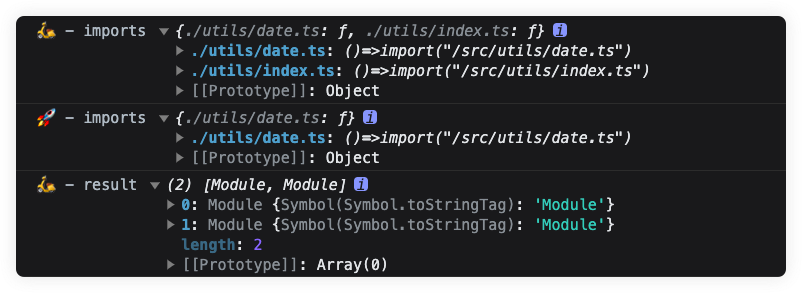 🛵 - imports ▼ {./utils/date.ts: ƒ, ./utils/index.ts: ƒ} i
▶ ./utils/date.ts: ()=>import("/src/utils/date.ts")
▶ ./utils/index.ts: ()=>import("/src/utils/index.ts")
▶ [[Prototype]]: Object
🚀 - imports ▼ {./utils/date.ts: ƒ} i
▶ ./utils/date.ts: ()=>import("/src/utils/date.ts")
▶ [[Prototype]]: Object
🛵 - result ▼ (2) [Module, Module] i
▶ 0: Module {Symbol(Symbol.toStringTag): 'Module'}
▶ 1: Module {Symbol(Symbol.toStringTag): 'Module'}
length: 2
▶ [[Prototype]]: Array(0)